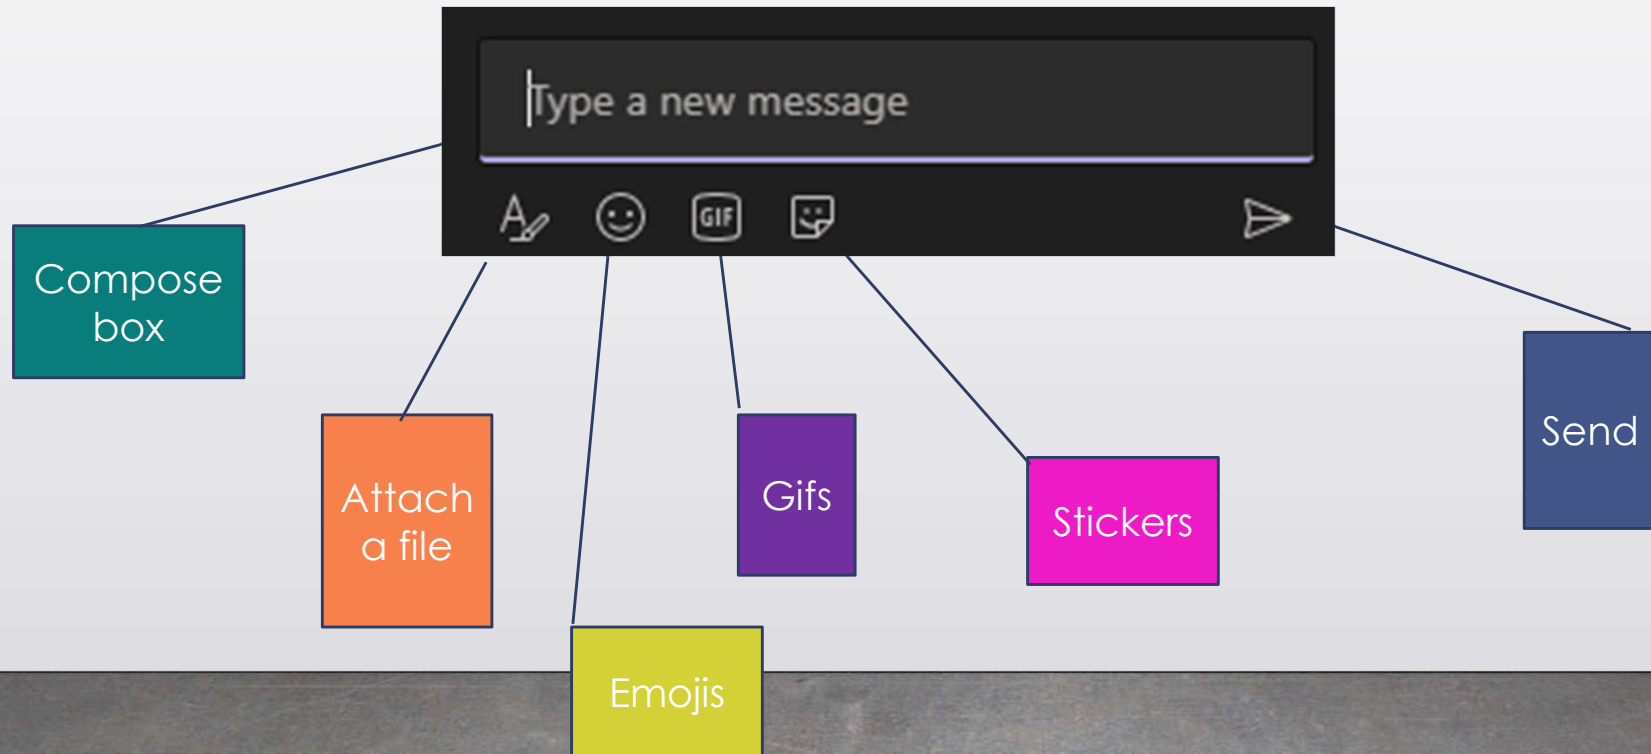 Type a new message
GIF
Compose
box
Send
Attach
a file
Gifs
Stickers
Emojis